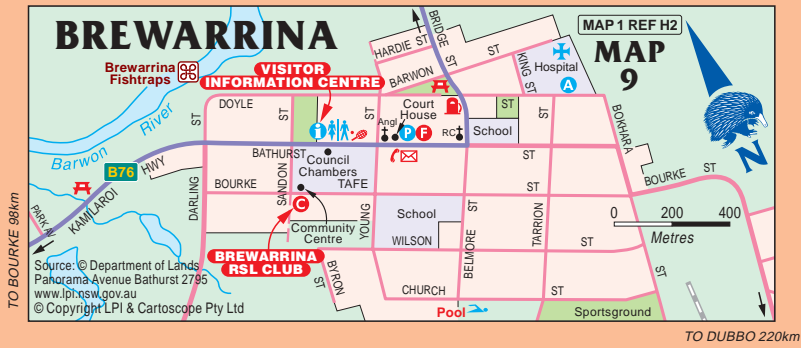 BREWARRINA
MAP 1 REF H2
MAP
9
Brewarrina
Fishtraps
VISITOR
INFORMATION CENTRE
HARDIE ST
BRIDGE
ST
BARWON
ST
KING ST
Hospital
A
DOYLE
ST
ST
ST
Court
House
Angl
P
F
RC
ST
ST
School
BOKHARA
ST
Barwon
River
B76
HWY
KAMILAROI
PARK AV
BATHURST
ST
Council
Chambers
TAFE
BOURKE
ST
BOURKE
ST
DARLING
SANDON
YOUNG
C
Community
Centre
School
WILSON
ST
ST
BELMORE
TARRION
BREWARRINA
RSL CLUB
BYRON
ST
CHURCH
ST
ST
Pool
Sportsground
0 200 400
Metres
N
i
Source: © Department of Lands
Panorama Avenue Bathurst 2795
www.lpi.nsw.gov.au
© Copyright LPI & Cartoscope Pty Ltd
TO BOURKE 98km
TO DUBBO 220km